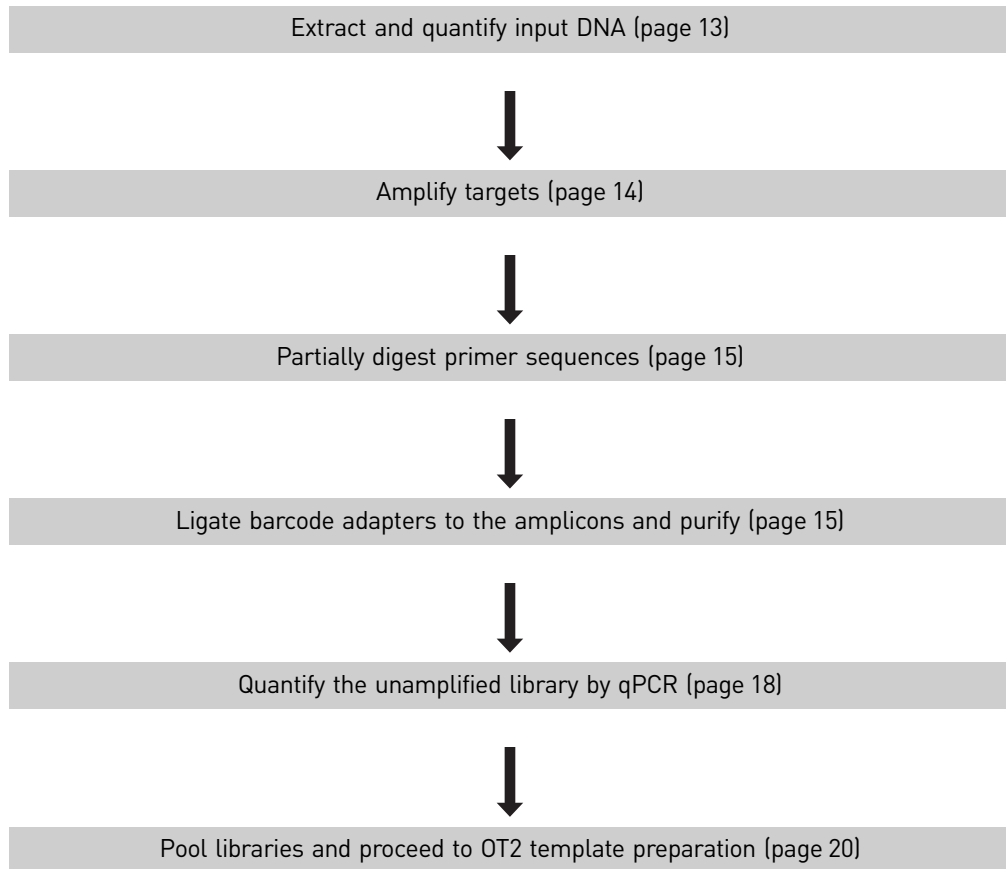 Extract and quantify input DNA (page 13)
Amplify targets (page 14)
Partially digest primer sequences (page 15)
Ligate barcode adapters to the amplicons and purify (page 15)
Quantify the unamplified library by qPCR (page 18)
Pool libraries and proceed to OT2 template preparation (page 20)